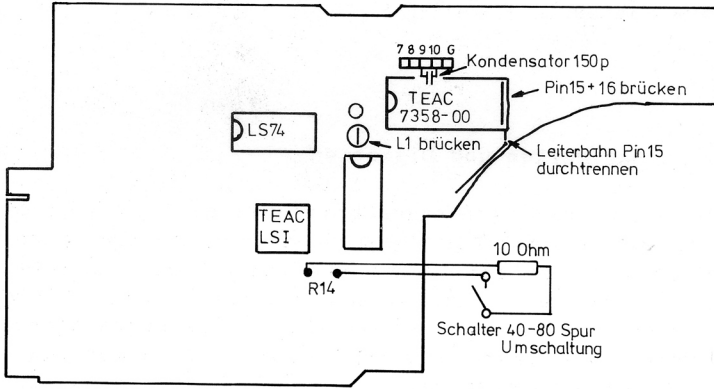 7 8 9 10 G
Kondensator 150p
TEAC
7358-00
Pin15+16 brücken
LS74
L1 brücken
Leiterbahn Pin15
durchtrennen
TEAC
LSI
R14
10 Ohm
Schalter 40-80 Spur
Umschaltung